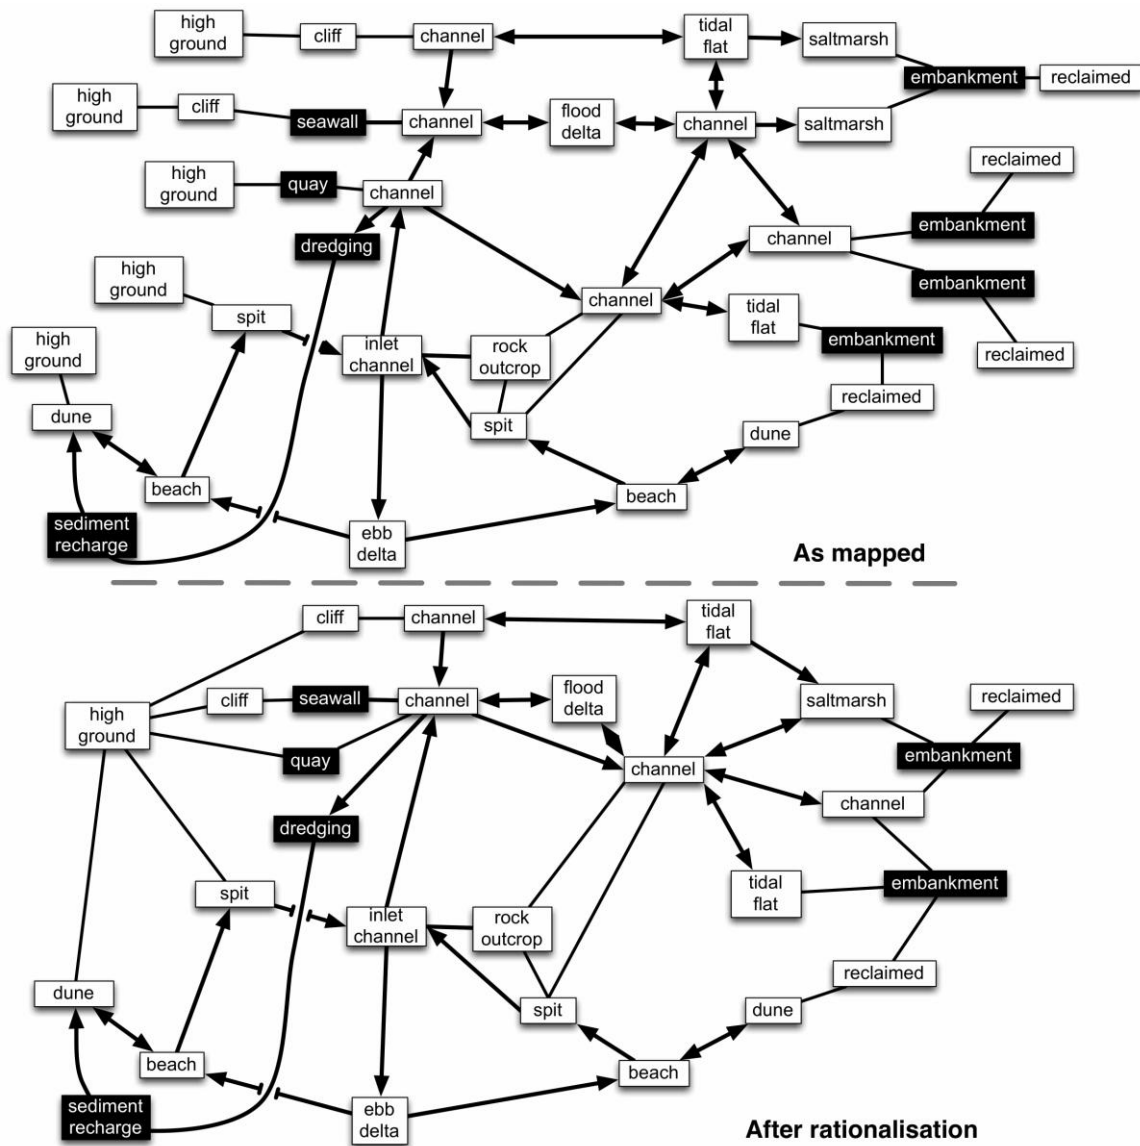 high
ground
cliff
channel
tidal
flat
saltmarsh
embankment
reclaimed
high
ground
cliff
seawall
channel
flood
delta
channel
saltmarsh
high
ground
quay
channel
reclaimed
embankment
dredging
channel
high
ground
embankment
spit
channel
tidal
flat
high
ground
inlet
channel
rock
outcrop
embankment
reclaimed
dune
spit
reclaimed
dune
beach
beach
sediment
recharge
ebb
delta
As mapped
cliff
channel
tidal
flat
high
ground
cliff
seawall
channel
flood
delta
saltmarsh
reclaimed
quay
channel
embankment
dredging
channel
spit
inlet
channel
rock
outcrop
tidal
flat
embankment
dune
spit
dune
reclaimed
beach
beach
sediment
recharge
ebb
delta
After rationalisation